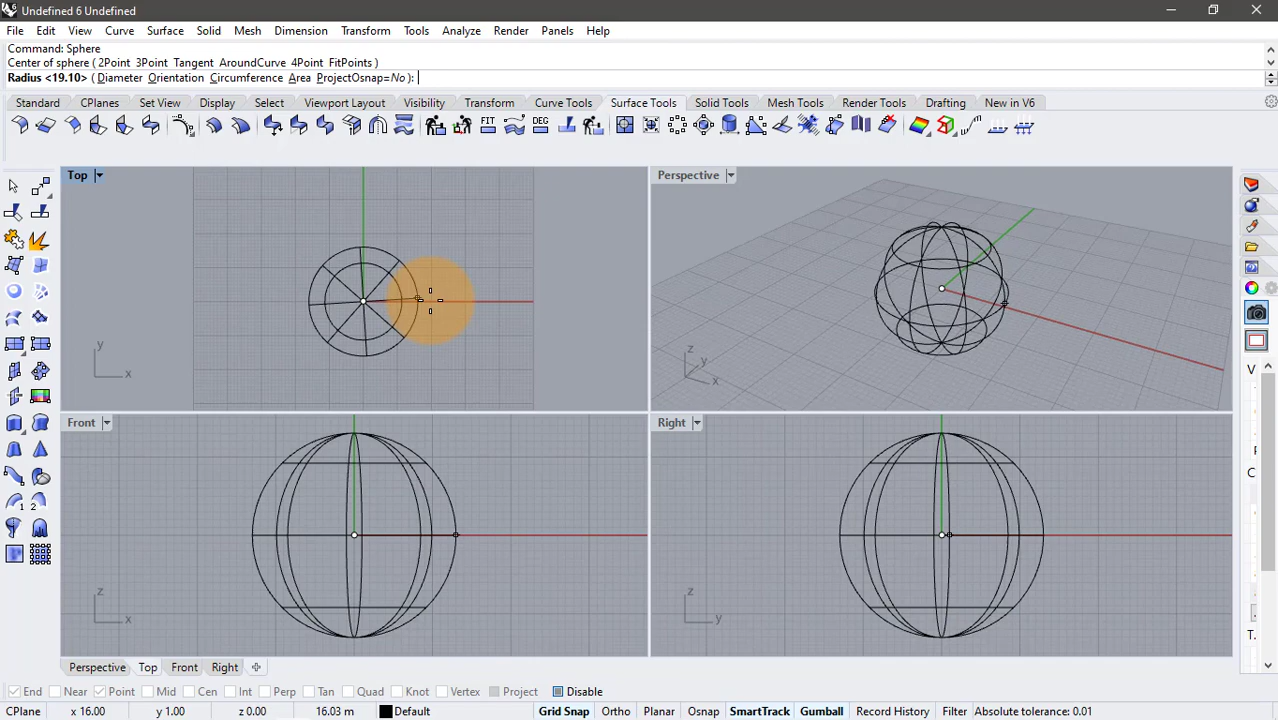 Undefined 6 Undefined
File Edit View Curve Surface Solid Mesh Dimension Transform Tools Analyze Render Panels Help
Command: Sphere
Center of sphere ( 2Point 3Point Tangent AroundCurve 4Point FitPoints )
Radius <19.10> ( Diameter Orientation Circumference Area ProjectOsnap=No ):
Standard CPlanes Set View Display Select Viewport Layout Visibility Transform Curve Tools Surface Tools Solid Tools Mesh Tools Render Tools Drafting New in V6
FIT DEG
Top
Perspective
y
x
z
y
x
Front
Right
z
x
z
y
1 2
V
C
T.
Perspective Top Front Right
End Near Point Mid Cen Int Perp Tan Quad Knot Vertex Project Disable
CPlane x 16.00 y 1.00 z 0.00 16.03 m Default Grid Snap Ortho Planar Osnap SmartTrack Gumball Record History Filter Absolute tolerance: 0.01